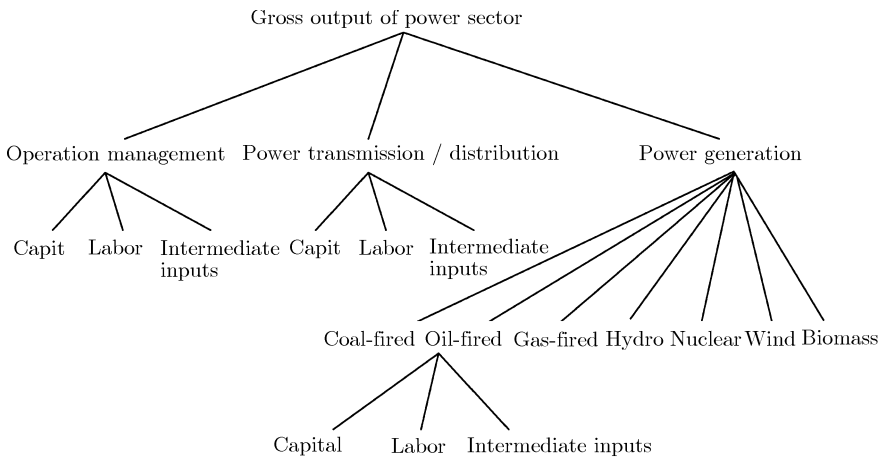 Gross output of power sector
Operation management Power transmission / distribution Power generation
Capit Labor Intermediate inputs Capit Labor Intermediate inputs
Coal-fired Oil-fired Gas-fired Hydro Nuclear Wind Biomass
Capital Labor Intermediate inputs